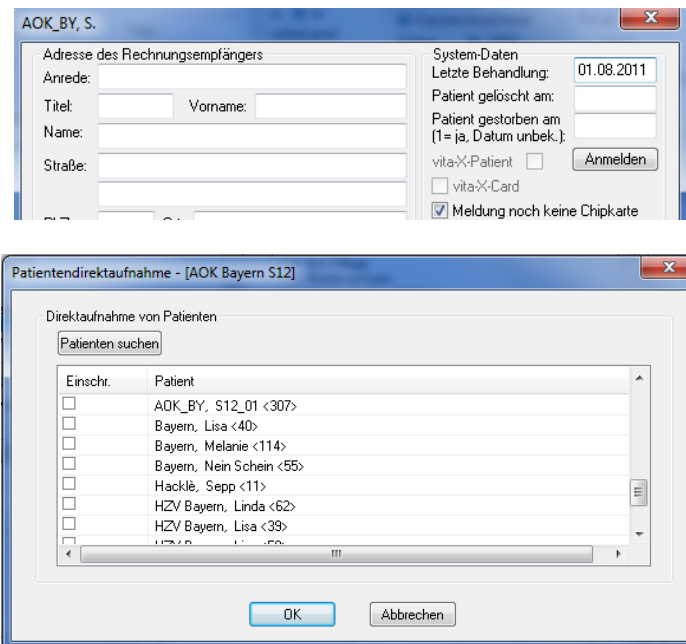 AOK_BY, S.
Adresse des Rechnungsempfängers
Anrede:
Titel:
Vorname:
Name:
Straße:
System-Daten
Letzte Behandlung: 01.08.2011
Patient gelöscht am:
Patient gestorben am
(1= ja, Datum unbek.):
vita-X-Patient
Anmelden
vita-X-Card
Meldung noch keine Chipkarte
Patientendirektaufnahme - [AOK Bayern S12]
Direktaufnahme von Patienten
Patienten suchen
Einschr. Patient
AOK_BY, S12_01 <307>
Bayern, Lisa <40>
Bayern, Melanie <114>
Bayern, Nein Schein <55>
Hacklè, Sepp <11>
HZV Bayern, Linda <62>
HZV Bayern, Lisa <39>
OK
Abbrechen